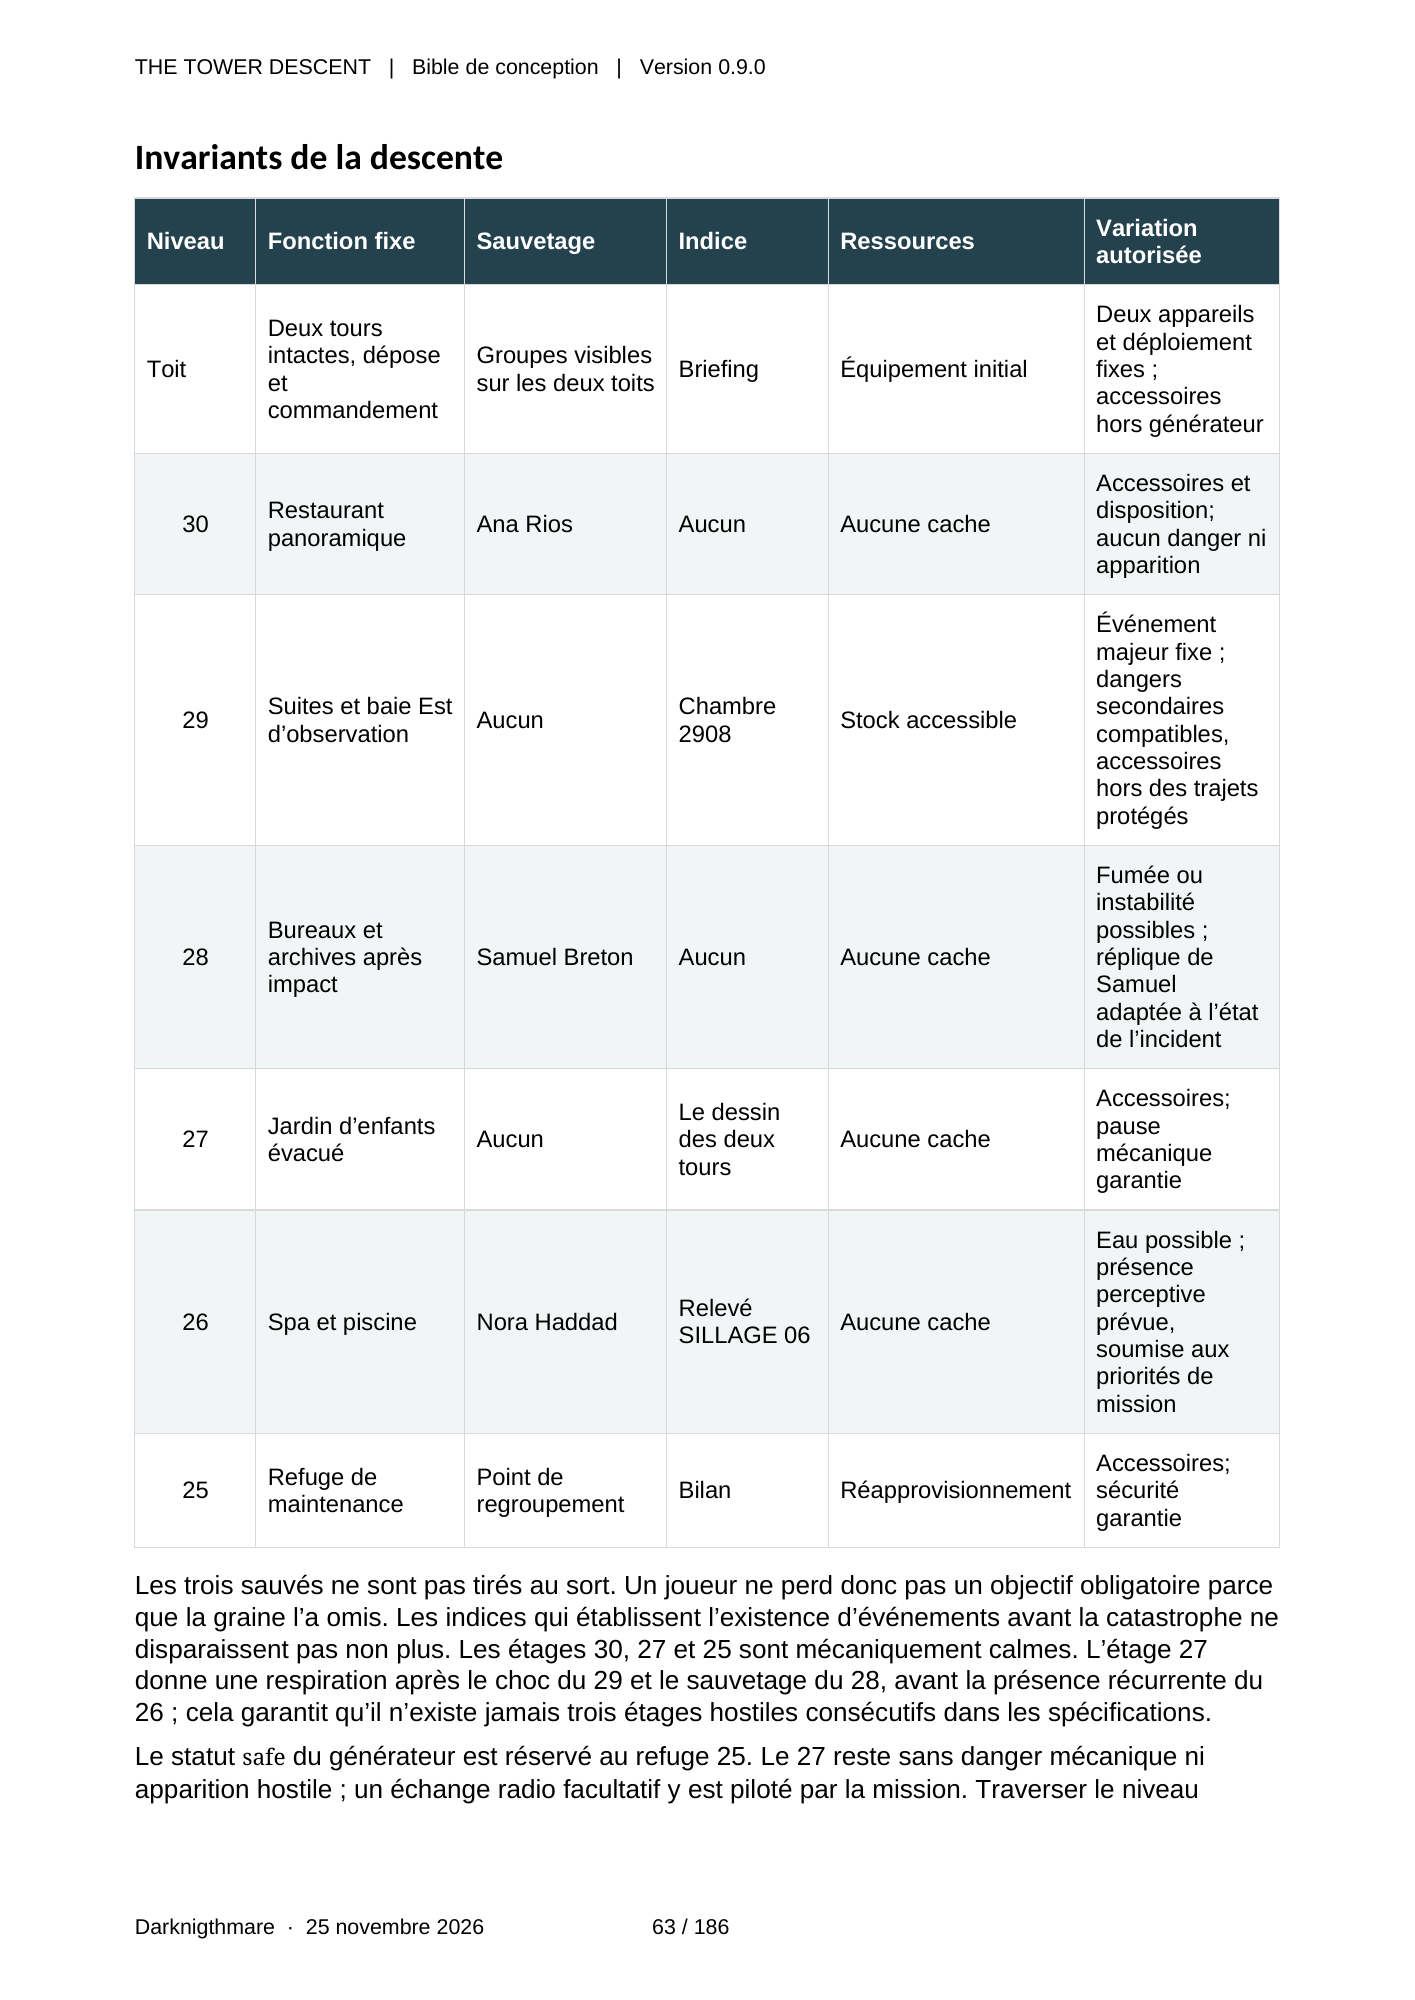 THE TOWER DESCENT | Bible de conception | Version 0.9.0
Invariants de la descente
Niveau
Fonction fixe
Sauvetage
Indice
Ressources
Variation
autorisée
Toit
Deux tours
intactes, dépose
et
commandement
Groupes visibles
sur les deux toits
Briefing
Équipement initial
Deux appareils
et déploiement
fixes ;
accessoires
hors générateur
30
Restaurant
panoramique
Ana Rios
Aucun
Aucune cache
Accessoires et
disposition;
aucun danger ni
apparition
29
Suites et baie Est
d’observation
Aucun
Chambre
2908
Stock accessible
Événement
majeur fixe ;
dangers
secondaires
compatibles,
accessoires
hors des trajets
protégés
28
Bureaux et
archives après
impact
Samuel Breton
Aucun
Aucune cache
Fumée ou
instabilité
possibles ;
réplique de
Samuel
adaptée à l’état
de l’incident
27
Jardin d’enfants
évacué
Aucun
Le dessin
des deux
tours
Aucune cache
Accessoires;
pause
mécanique
garantie
26
Spa et piscine
Nora Haddad
Relevé
SILLAGE 06
Aucune cache
Eau possible ;
présence
perceptive
prévue,
soumise aux
priorités de
mission
25
Refuge de
maintenance
Point de
regroupement
Bilan
Réapprovisionnement
Accessoires;
sécurité
garantie
Les trois sauvés ne sont pas tirés au sort. Un joueur ne perd donc pas un objectif obligatoire parce
que la graine l’a omis. Les indices qui établissent l’existence d’événements avant la catastrophe ne
disparaissent pas non plus. Les étages 30, 27 et 25 sont mécaniquement calmes. L’étage 27
donne une respiration après le choc du 29 et le sauvetage du 28, avant la présence récurrente du
26 ; cela garantit qu’il n’existe jamais trois étages hostiles consécutifs dans les spécifications.
Le statut safe du générateur est réservé au refuge 25. Le 27 reste sans danger mécanique ni
apparition hostile ; un échange radio facultatif y est piloté par la mission. Traverser le niveau
Darknigthmare · 25 novembre 2026
63 / 186